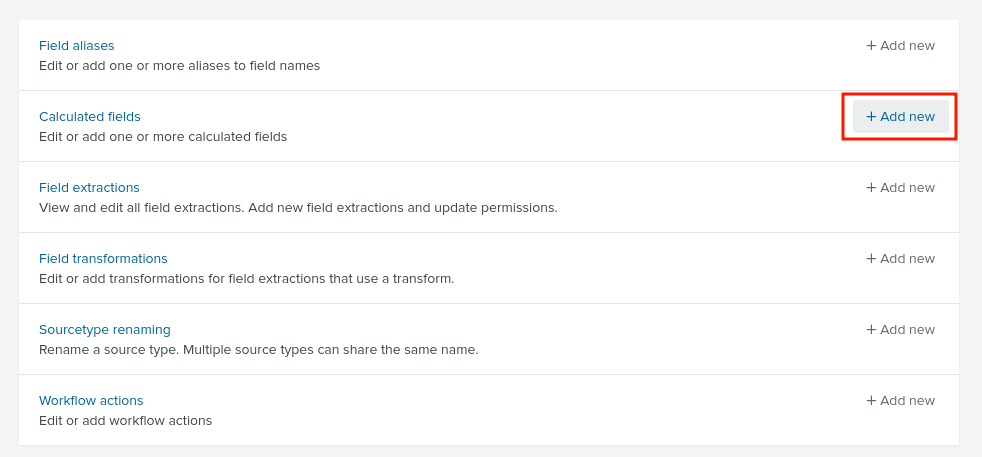 Field aliases
+ Add new
Edit or add one or more aliases to field names
Calculated fields
+ Add new
Edit or add one or more calculated fields
Field extractions
+ Add new
View and edit all field extractions. Add new field extractions and update permissions.
Field transformations
+ Add new
Edit or add transformations for field extractions that use a transform.
Sourcetype renaming
+ Add new
Rename a source type. Multiple source types can share the same name.
Workflow actions
+ Add new
Edit or add workflow actions